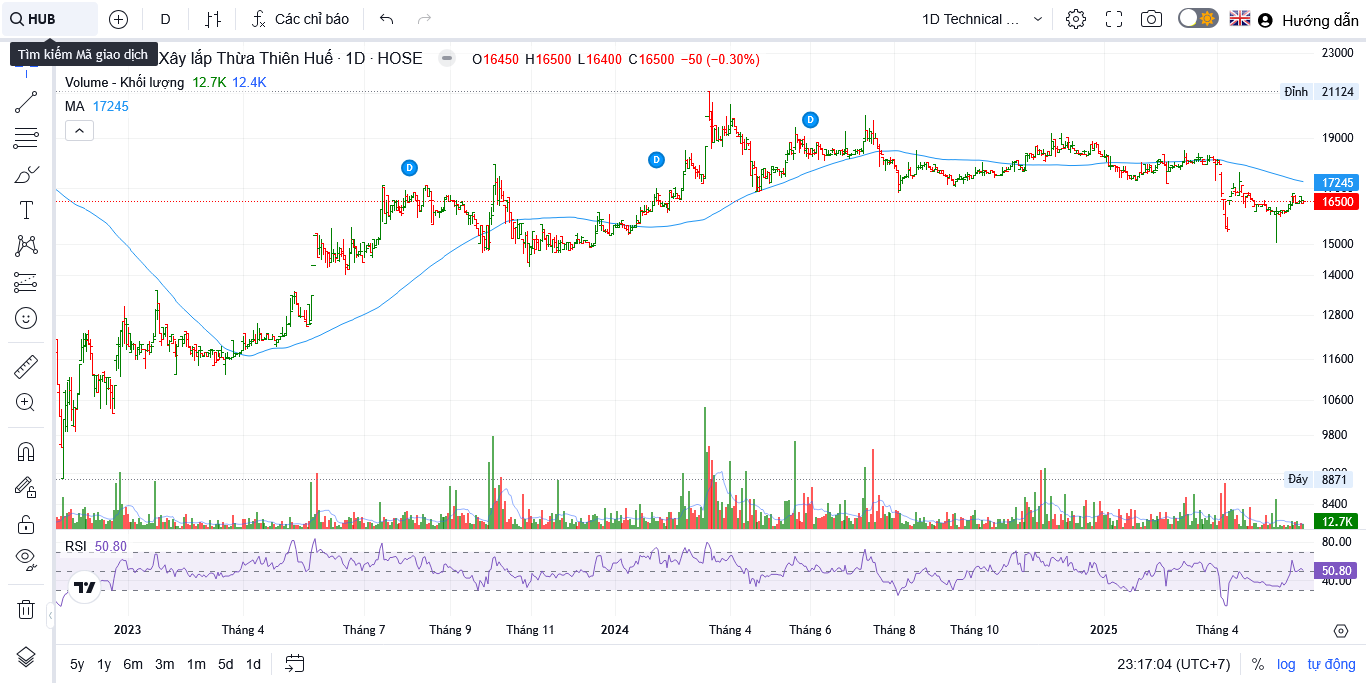 HUB
D
Các chỉ báo
1D Technical ...
Hướng dẫn
Tìm kiếm Mã giao dịch
Xây lắp Thừa Thiên Huế · 1D · HOSE
O16450 H16500 L16400 C16500 −50 (−0.30%)
Volume - Khối lượng 12.7K 12.4K
MA 17245
23000
Đỉnh 21124
19000
17245
16500
15000
14000
12800
11600
10600
9800
Đáy 8871
8400
12.7K
D
D
D
RSI 50.80
80.00
50.80
40.00
2023
Tháng 4
Tháng 7
Tháng 9
Tháng 11
2024
Tháng 4
Tháng 6
Tháng 8
Tháng 10
2025
Tháng 4
5y 1y 6m 3m 1m 5d 1d
23:17:04 (UTC+7)
% log tự động